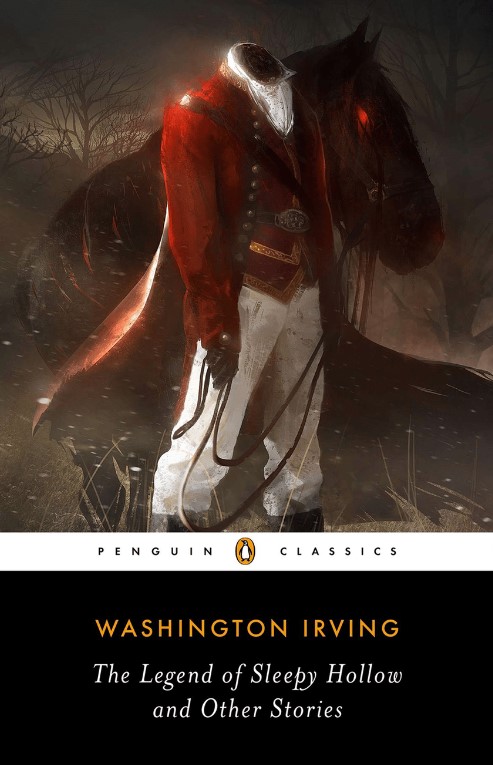 PENGUIN CLASSICS
WASHINGTON IRVING
The Legend of Sleepy Hollow
and Other Stories